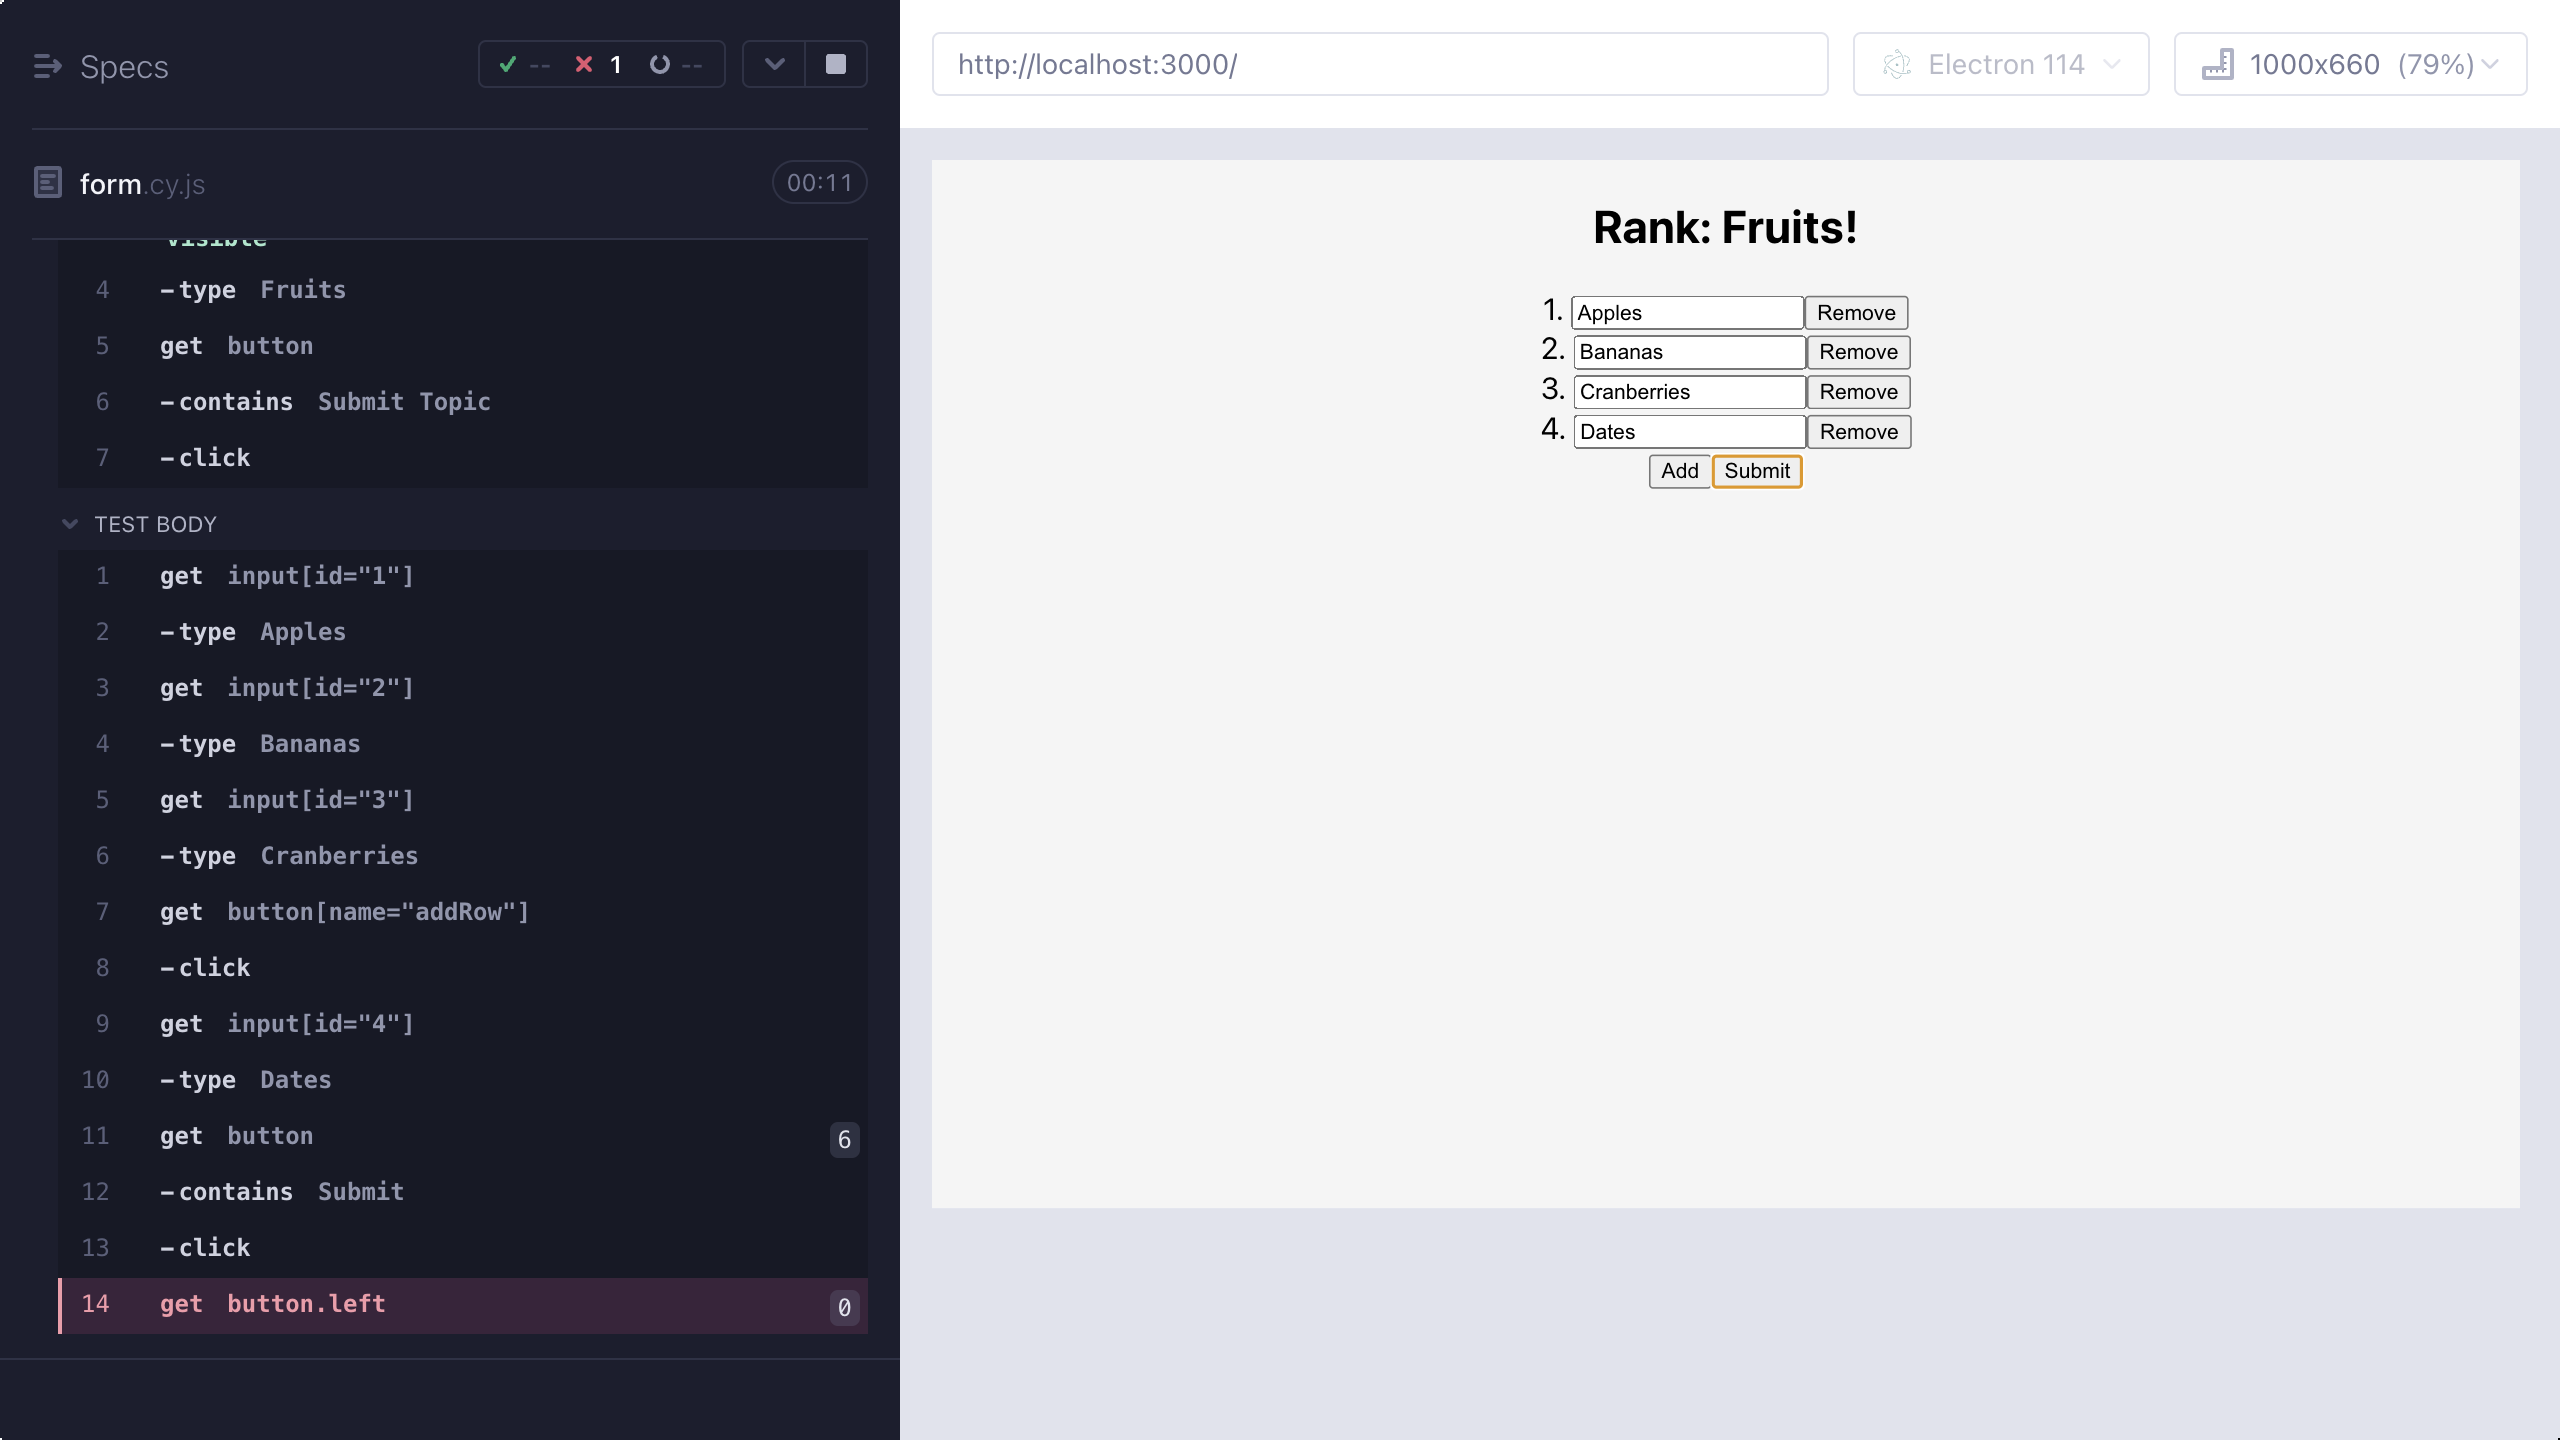 Specs
-- 1 --
form.cy.js
00:11
visible
4 -type Fruits
5 get button
6 -contains Submit Topic
7 -click
TEST BODY
1 get input[id="1"]
2 -type Apples
3 get input[id="2"]
4 -type Bananas
5 get input[id="3"]
6 -type Cranberries
7 get button[name="addRow"]
8 -click
9 get input[id="4"]
10 -type Dates
11 get button 6
12 -contains Submit
13 -click
14 get button.left 0
http://localhost:3000/
Electron 114
1000x660 (79%)
Rank: Fruits!
1. Apples Remove
2. Bananas Remove
3. Cranberries Remove
4. Dates Remove
Add Submit